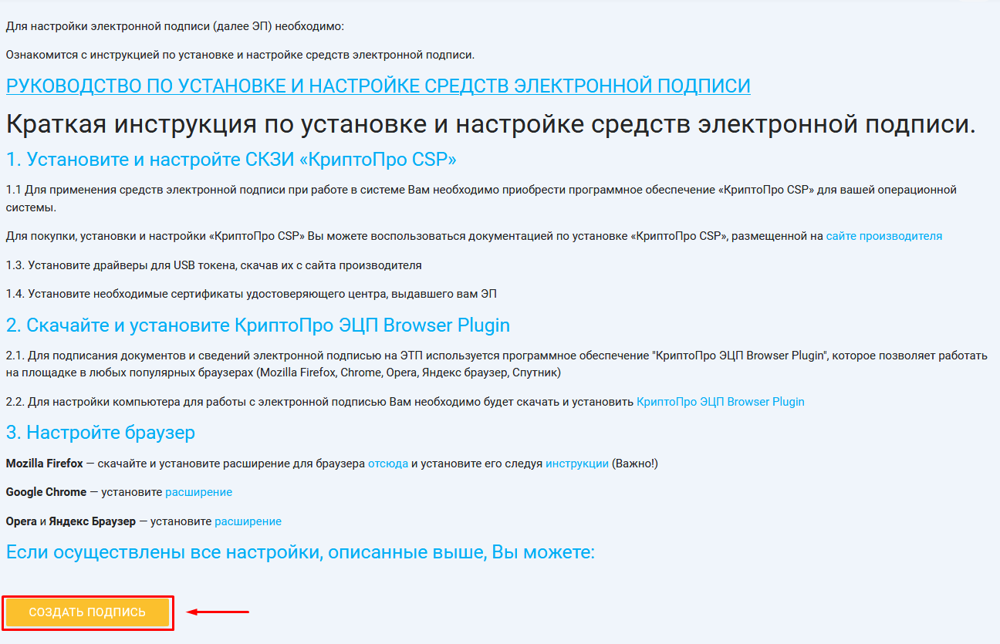 Для настройки электронной подписи (далее ЭП) необходимо:
Ознакомится с инструкцией по установке и настройке средств электронной подписи.
РУКОВОДСТВО ПО УСТАНОВКЕ И НАСТРОЙКЕ СРЕДСТВ ЭЛЕКТРОННОЙ ПОДПИСИ
Краткая инструкция по установке и настройке средств электронной подписи.
1. Установите и настройте СКЗИ «КриптоПро CSP»
1.1 Для применения средств электронной подписи при работе в системе Вам необходимо приобрести программное обеспечение «КриптоПро CSP» для вашей операционной
системы.
Для покупки, установки и настройки «КриптоПро CSP» Вы можете воспользоваться документацией по установке «КриптоПро CSP», размещенной на сайте производителя
1.3. Установите драйверы для USB токена, скачав их с сайта производителя
1.4. Установите необходимые сертификаты удостоверяющего центра, выдавшего вам ЭП
2. Скачайте и установите КриптоПро ЭЦП Browser Plugin
2.1. Для подписания документов и сведений электронной подписью на ЭТП используется программное обеспечение "КриптоПро ЭЦП Browser Plugin", которое позволяет работать
на площадке в любых популярных браузерах (Mozilla Firefox, Chrome, Opera, Яндекс браузер, Спутник)
2.2. Для настройки компьютера для работы с электронной подписью Вам необходимо будет скачать и установить КриптоПро ЭЦП Browser Plugin
3. Настройте браузер
Mozilla Firefox — скачайте и установите расширение для браузера отсюда и установите его следуя инструкции (Важно!)
Google Chrome — установите расширение
Opera и Яндекс Браузер — установите расширение
Если осуществлены все настройки, описанные выше, Вы можете:
СОЗДАТЬ ПОДПИСЬ